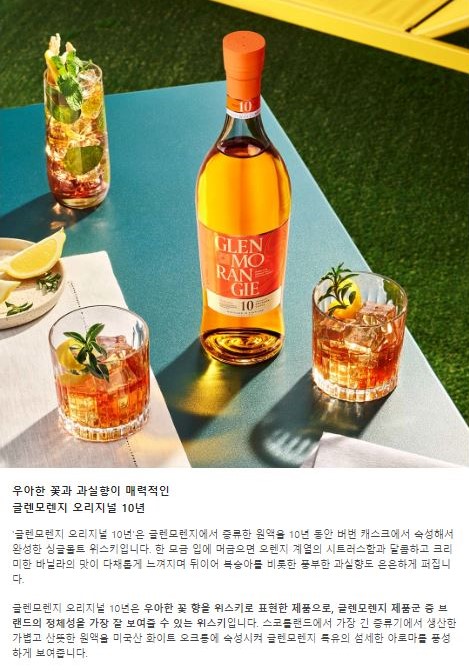 10
GLEN
MO
RAN
GIE
10
우아한 꽃과 과실향이 매력적인
글렌모렌지 오리지널 10년
'글렌모렌지 오리지널 10년'은 글렌모렌지에서 증류한 원액을 10년 동안 버번 캐스크에서 숙성해서
완성한 싱글몰트 위스키입니다. 한 모금 입에 머금으면 오렌지 계열의 시트러스함과 달콤하고 크리
미한 바닐라의 맛이 다채롭게 느껴지며 뒤이어 복숭아를 비롯한 풍부한 과실향도 은은하게 퍼집니
다.
글렌모렌지 오리지널 10년은 우아한 꽃 향을 위스키로 표현한 제품으로, 글렌모렌지 제품군 중 브
랜드의 정체성을 가장 잘 보여줄 수 있는 위스키입니다. 스코틀랜드에서 가장 긴 증류기에서 생산한
가볍고 산뜻한 원액을 미국산 화이트 오크통에 숙성시켜 글렌모렌지 특유의 섬세한 아로마를 풍성
하게 보여줍니다.